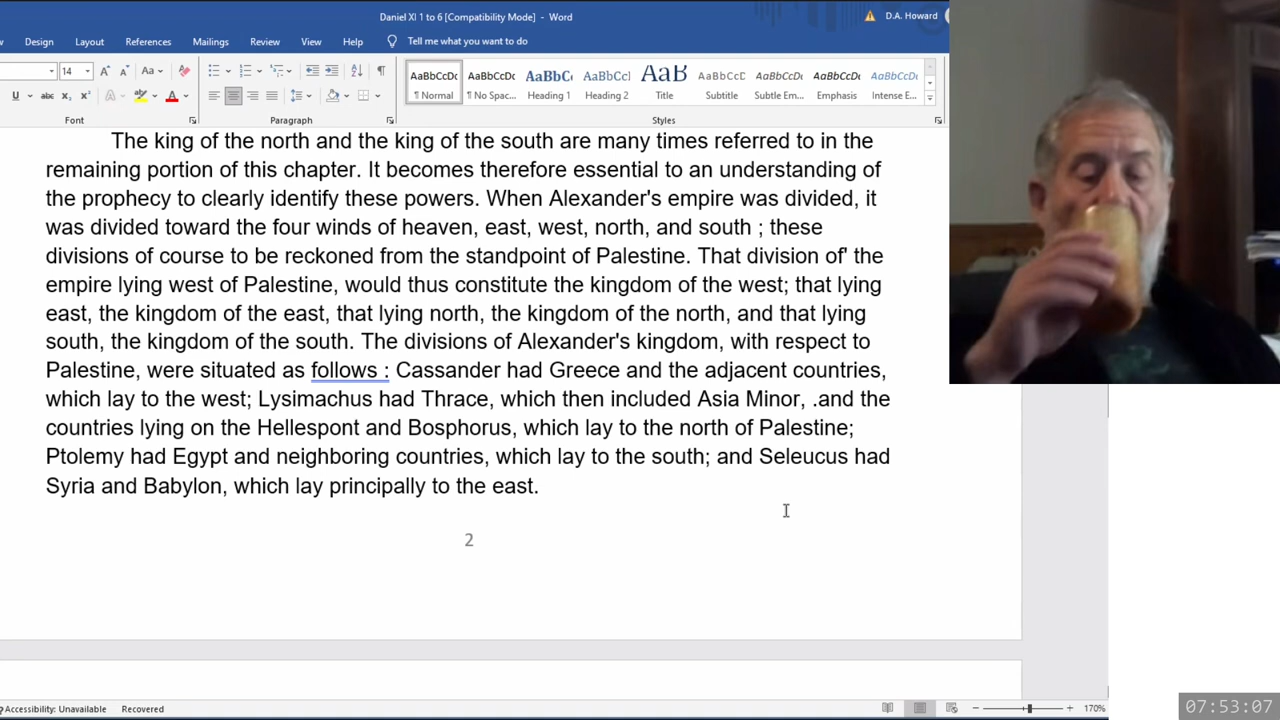 Daniel XI 1 to 6 [Compatibility Mode] - Word
D.A. Howard
Design Layout References Mailings Review View Help Tell me what you want to do
14 Aa
AaBbCcDc AaBbCcDc AaBbC AaBbCcl AaB AaBbCcD AaBbCcDc AaBbCcDc AaBbCcDc
¶ Normal ¶ No Spac... Heading 1 Heading 2 Title Subtitle Subtle Em... Emphasis Intense E...
Font Paragraph Styles
The king of the north and the king of the south are many times referred to in the
remaining portion of this chapter. It becomes therefore essential to an understanding of
the prophecy to clearly identify these powers. When Alexander's empire was divided, it
was divided toward the four winds of heaven, east, west, north, and south ; these
divisions of course to be reckoned from the standpoint of Palestine. That division of' the
empire lying west of Palestine, would thus constitute the kingdom of the west; that lying
east, the kingdom of the east, that lying north, the kingdom of the north, and that lying
south, the kingdom of the south. The divisions of Alexander's kingdom, with respect to
Palestine, were situated as follows : Cassander had Greece and the adjacent countries,
which lay to the west; Lysimachus had Thrace, which then included Asia Minor, .and the
countries lying on the Hellespont and Bosphorus, which lay to the north of Palestine;
Ptolemy had Egypt and neighboring countries, which lay to the south; and Seleucus had
Syria and Babylon, which lay principally to the east.
2
Accessibility: Unavailable Recovered 170%
07:53:07